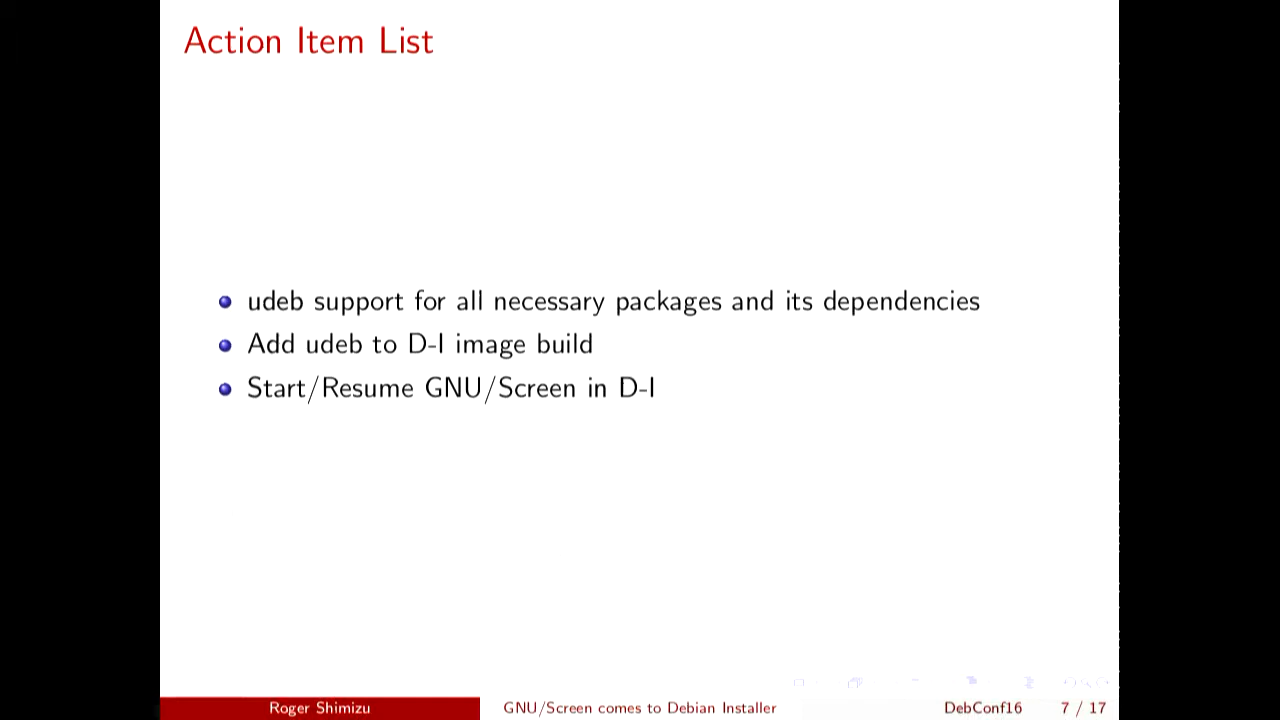 Action Item List
udeb support for all necessary packages and its dependencies
Add udeb to D-I image build
Start/Resume GNU/Screen in D-I
Roger Shimizu
GNU/Screen comes to Debian Installer
DebConf16
7 / 17